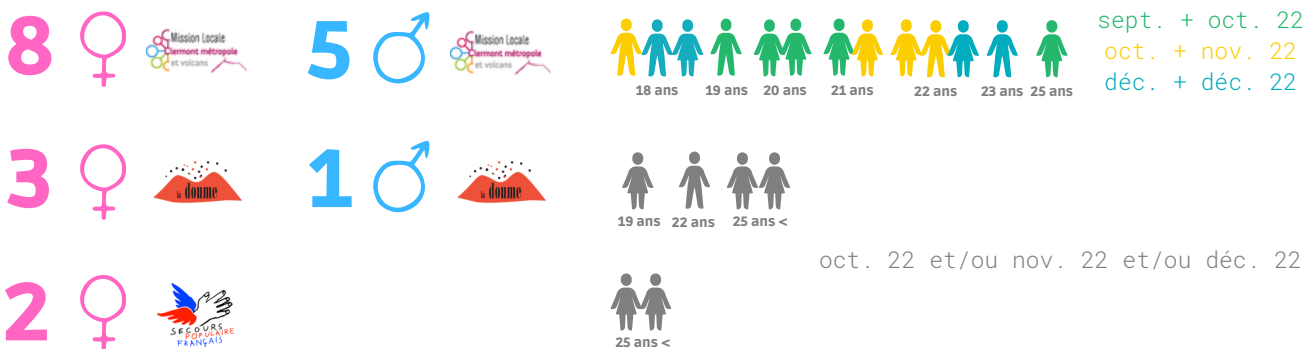 8
Mission Locale
Clermont métropole
et volcans
5
Mission Locale
Clermont métropole
et volcans
18 ans
19 ans
20 ans
21 ans
22 ans
23 ans
25 ans
sept. + oct. 22
oct. + nov. 22
déc. + déc. 22
3
la doume
1
la doume
19 ans
22 ans
25 ans <
oct. 22 et/ou nov. 22 et/ou déc. 22
2
SECOURS
POPULAIRE
FRANÇAIS
25 ans <